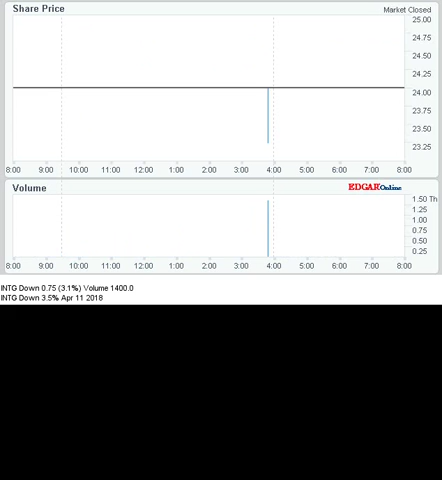 Share Price Market Closed
25.00
24.75
24.50
24.25
24.00
23.75
23.50
23.25
8:00 9:00 10:00 11:00 12:00 1:00 2:00 3:00 4:00 5:00 6:00 7:00 8:00
Volume EDGAR Online
1.50 Th
1.25
1.00
0.75
0.50
0.25
8:00 9:00 10:00 11:00 12:00 1:00 2:00 3:00 4:00 5:00 6:00 7:00 8:00
INTG Down 0.75 (3.1%) Volume 1400.0
INTG Down 3.5% Apr 11 2018